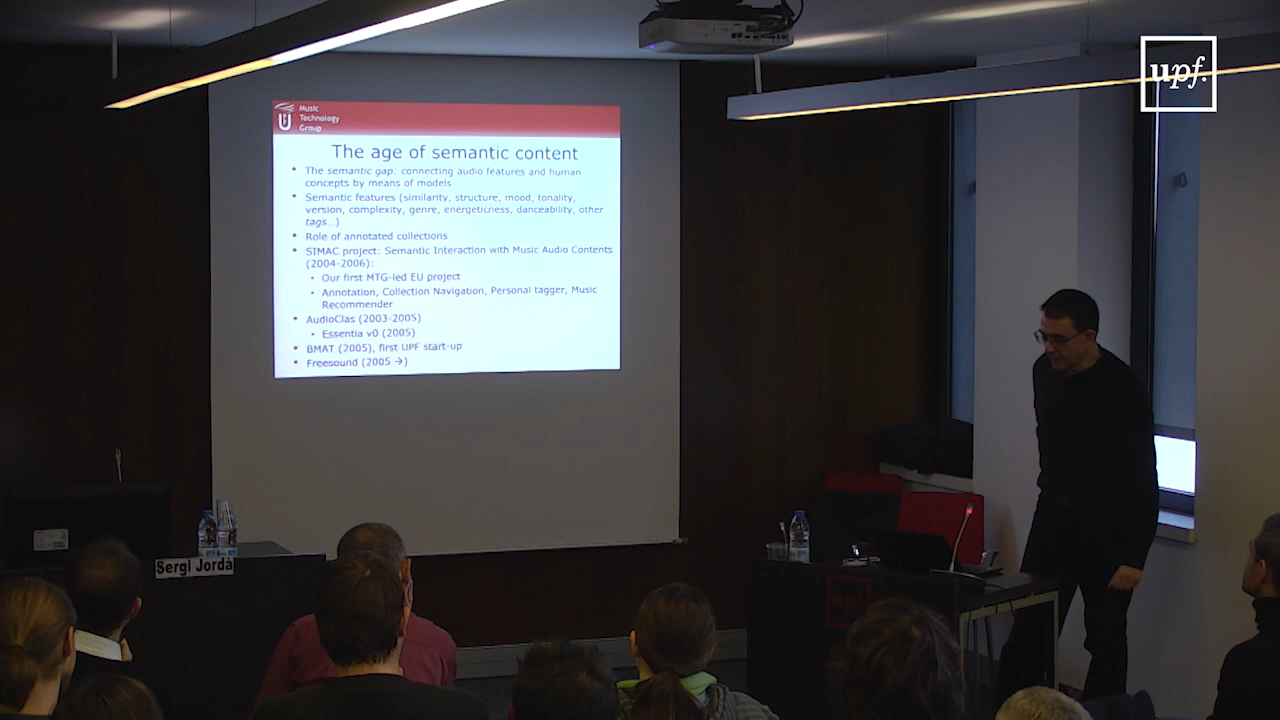 upf.
Music
Technology
Group
The age of semantic content
• The semantic gap: connecting audio features and human
concepts by means of models
• Semantic features (similarity, structure, mood, tonality,
version, complexity, genre, energeticness, danceability, other
tags...)
• Role of annotated collections
• SIMAC project: Semantic Interaction with Music Audio Contents
(2004-2006):
• Our first MTG-led EU project
• Annotation, Collection Navigation, Personal tagger, Music
Recommender
• AudioClas (2003-2005)
• Essentia v0 (2005)
• BMAT (2005), first UPF start-up
• Freesound (2005 →)
Sergi Jordà
upf.